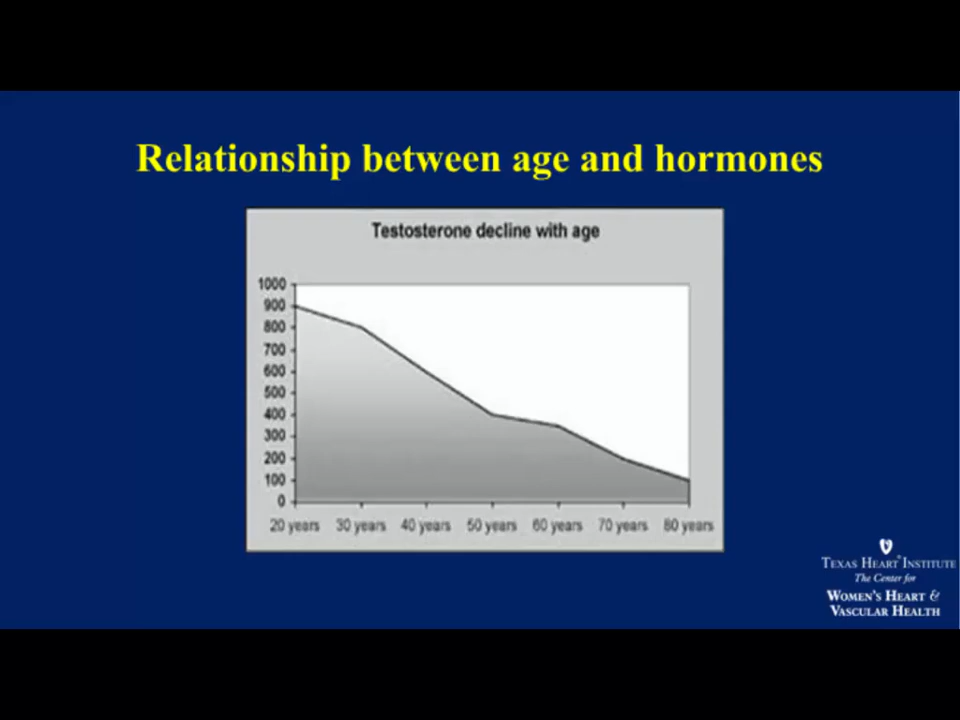 Relationship between age and hormones
Testosterone decline with age
1000
900
800
700
600
500
400
300
200
100
0
20 years 30 years 40 years 50 years 60 years 70 years 80 years
TEXAS HEART® INSTITUTE
The Center for
WOMEN'S HEART &
VASCULAR HEALTH